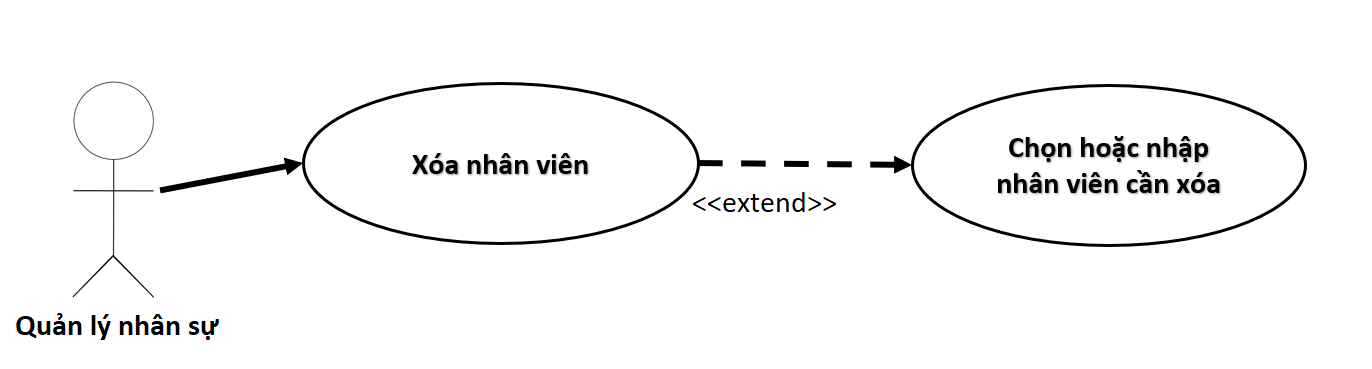 Xóa nhân viên
Chọn hoặc nhập
nhân viên cần xóa
<<extend>>
Quản lý nhân sự